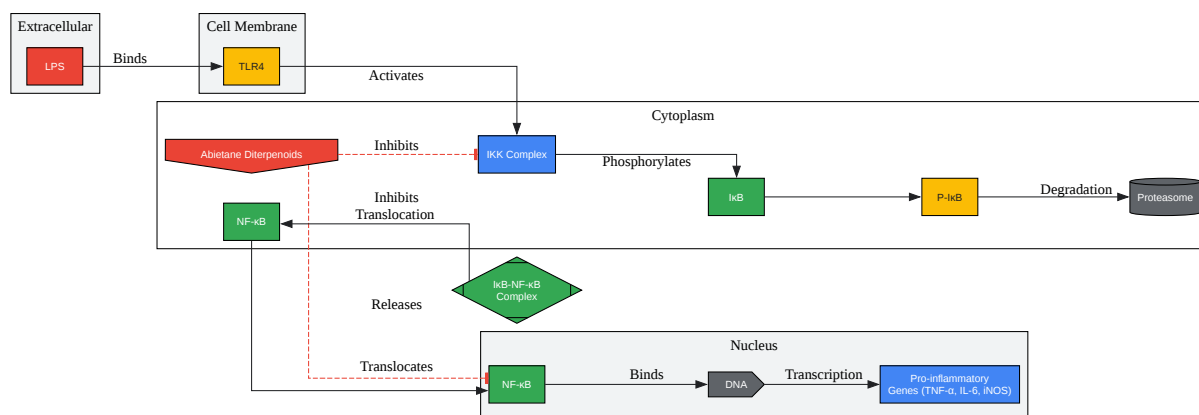 Extracellular
Cell Membrane
LPS
Binds
TLR4
Activates
Cytoplasm
Abietane Diterpenoids
Inhibits
IKK Complex
Phosphorylates
IκB
P-IκB
Degradation
Proteasome
Inhibits
Translocation
NF-κB
IκB-NF-κB
Complex
Releases
Nucleus
Translocates
NF-κB
Binds
DNA
Transcription
Pro-inflammatory
Genes (TNF-α, IL-6, iNOS)